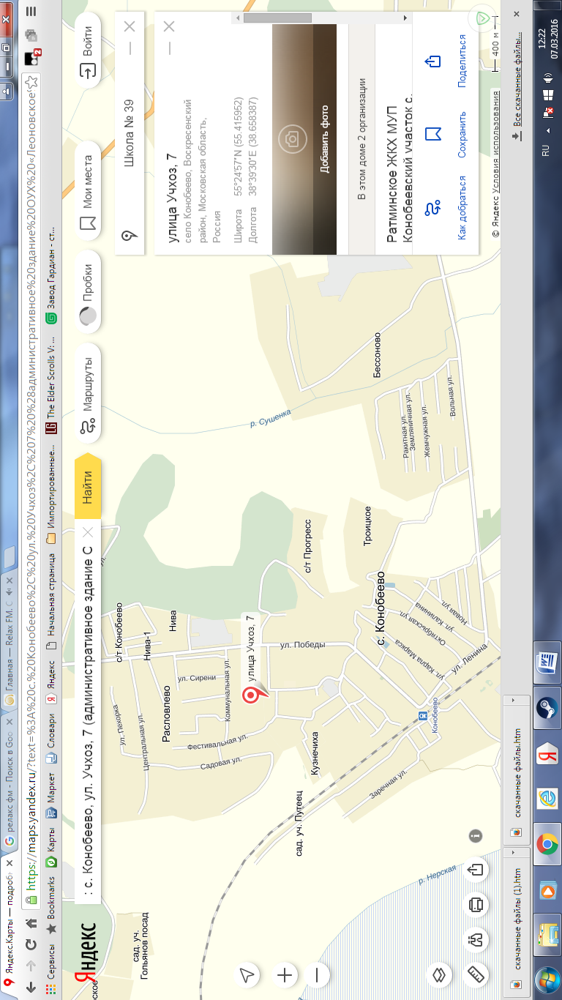 Яндекс.Карты — подробн
релакс фм - Поиск в Goo
Главная — Relax FM. С
https://maps.yandex.ru/?text=%3A%20с.%20Конобеево%2C%20ул.%20Учхоз%2C%207%20%28административное%20здание%20ОУХ%20«Леоновское
2
Сервисы
Bookmarks
Карты
Маркет
Словари
Яндекс
Начальная страница
Импортированные...
The Elder Scrolls V: ...
Завод Гардиан - ст...
Яндекс
: с. Конобеево, ул. Учхоз, 7 (административное здание С
Найти
Маршруты
Пробки
Мои места
Войти
Школа № 39
улица Учхоз, 7
село Конобеево, Воскресенский
район, Московская область,
Россия
Широта 55°24′57″N (55.415952)
Долгота 38°39′30″E (38.658387)
Добавить фото
В этом доме 2 организации
Ратминское ЖКХ МУП
Конобеевский участок с.
Как добраться
Сохранить
Поделиться
© Яндекс Условия использования
400 м
ское
сад. уч.
Гольянов посад
ул.
с/т Конобеево
ул. Пехорка
Нива-1
Центральная ул.
Нива
Расловлево
ул. Сирени
Фестивальная ул.
Садовая ул.
Коммунальная ул.
улица Учхоз, 7
р. Сушенка
ул. Победы
сад. уч. Путеец
Кузнечиха
с/т Прогресс
Троицкое
Бессоново
с. Конобеево
Заречная ул.
Ракитная ул.
Земляничная ул.
Жемчужная ул.
Вольная ул.
ул. Карла Маркса
Октябрьская ул.
ул. Калинина
Новая ул.
Конобеево
ул. Ленина
р. Нерская
скачанные файлы (1).htm
скачанные файлы.htm
Все скачанные файлы...
RU
12:22
07.03.2016